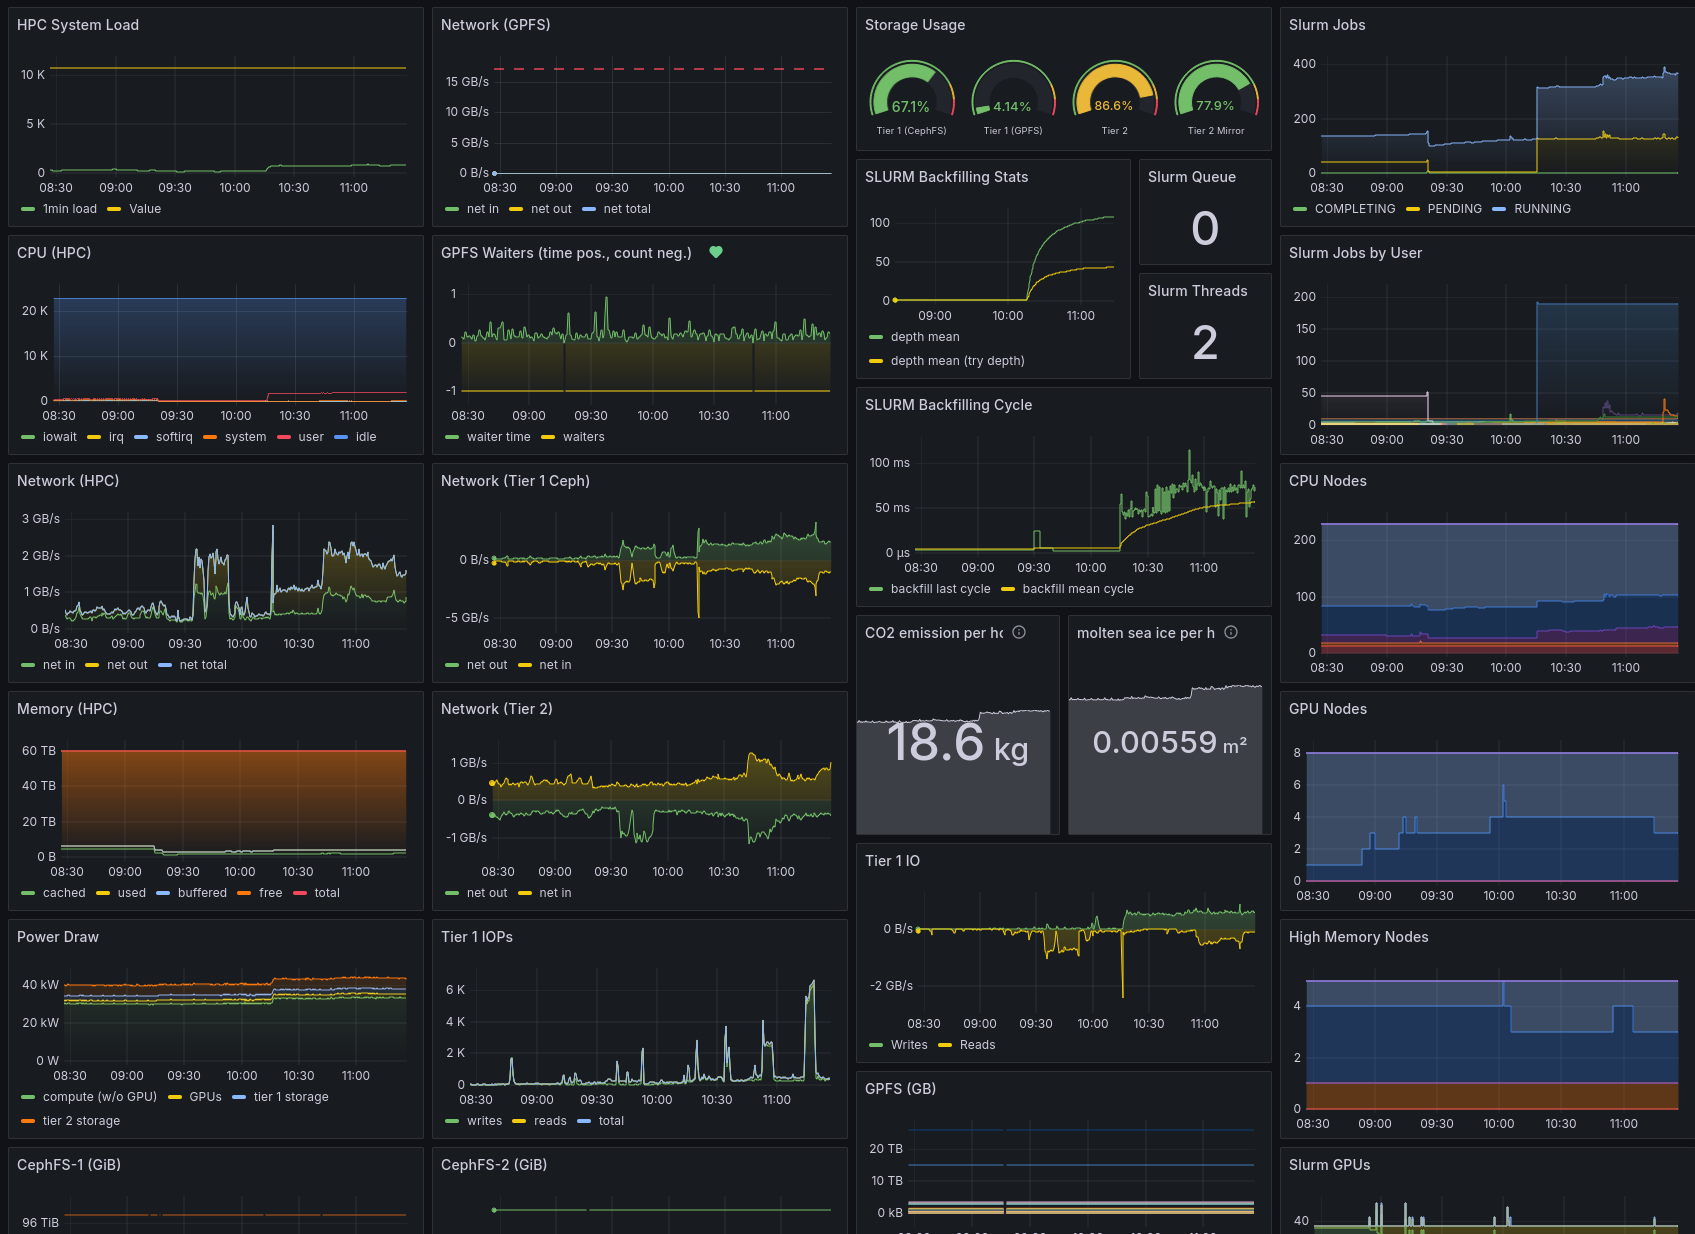 HPC System Load
10 K
5 K
0
08:30 09:00 09:30 10:00 10:30 11:00
1min load Value
Network (GPFS)
15 GB/s
10 GB/s
5 GB/s
0 B/s
08:30 09:00 09:30 10:00 10:30 11:00
net in net out net total
Storage Usage
67.1% 4.14% 86.6% 77.9%
Tier 1 (CephFS) Tier 1 (GPFS) Tier 2 Tier 2 Mirror
Slurm Jobs
400
200
0
08:30 09:00 09:30 10:00 10:30 11:00
COMPLETING PENDING RUNNING
CPU (HPC)
20 K
10 K
0
08:30 09:00 09:30 10:00 10:30 11:00
iowait irq softirq system user idle
GPFS Waiters (time pos., count neg.)
1
0
-1
08:30 09:00 09:30 10:00 10:30 11:00
waiter time waiters
SLURM Backfilling Stats
100
50
0
09:00 10:00 11:00
depth mean
depth mean (try depth)
Slurm Queue
0
Slurm Threads
2
Slurm Jobs by User
200
150
100
50
0
08:30 09:00 09:30 10:00 10:30 11:00
Network (HPC)
3 GB/s
2 GB/s
1 GB/s
0 B/s
08:30 09:00 09:30 10:00 10:30 11:00
net in net out net total
Network (Tier 1 Ceph)
0 B/s
-5 GB/s
08:30 09:00 09:30 10:00 10:30 11:00
net out net in
SLURM Backfilling Cycle
100 ms
50 ms
0 µs
08:30 09:00 09:30 10:00 10:30 11:00
backfill last cycle backfill mean cycle
CPU Nodes
200
100
0
08:30 09:00 09:30 10:00 10:30 11:00
Memory (HPC)
60 TB
40 TB
20 TB
0 B
08:30 09:00 09:30 10:00 10:30 11:00
cached used buffered free total
Network (Tier 2)
1 GB/s
0 B/s
-1 GB/s
08:30 09:00 09:30 10:00 10:30 11:00
net out net in
CO2 emission per hc
18.6 kg
molten sea ice per h
0.00559 m²
GPU Nodes
8
6
4
2
0
08:30 09:00 09:30 10:00 10:30 11:00
Power Draw
40 kW
20 kW
0 W
08:30 09:00 09:30 10:00 10:30 11:00
compute (w/o GPU) GPUs tier 1 storage
tier 2 storage
Tier 1 IOPs
6 K
4 K
2 K
0
08:30 09:00 09:30 10:00 10:30 11:00
writes reads total
Tier 1 IO
0 B/s
-2 GB/s
08:30 09:00 09:30 10:00 10:30 11:00
Writes Reads
High Memory Nodes
4
2
0
08:30 09:00 09:30 10:00 10:30 11:00
CephFS-1 (GiB)
96 TiB
CephFS-2 (GiB)
GPFS (GB)
20 TB
10 TB
0 kB
Slurm GPUs
40